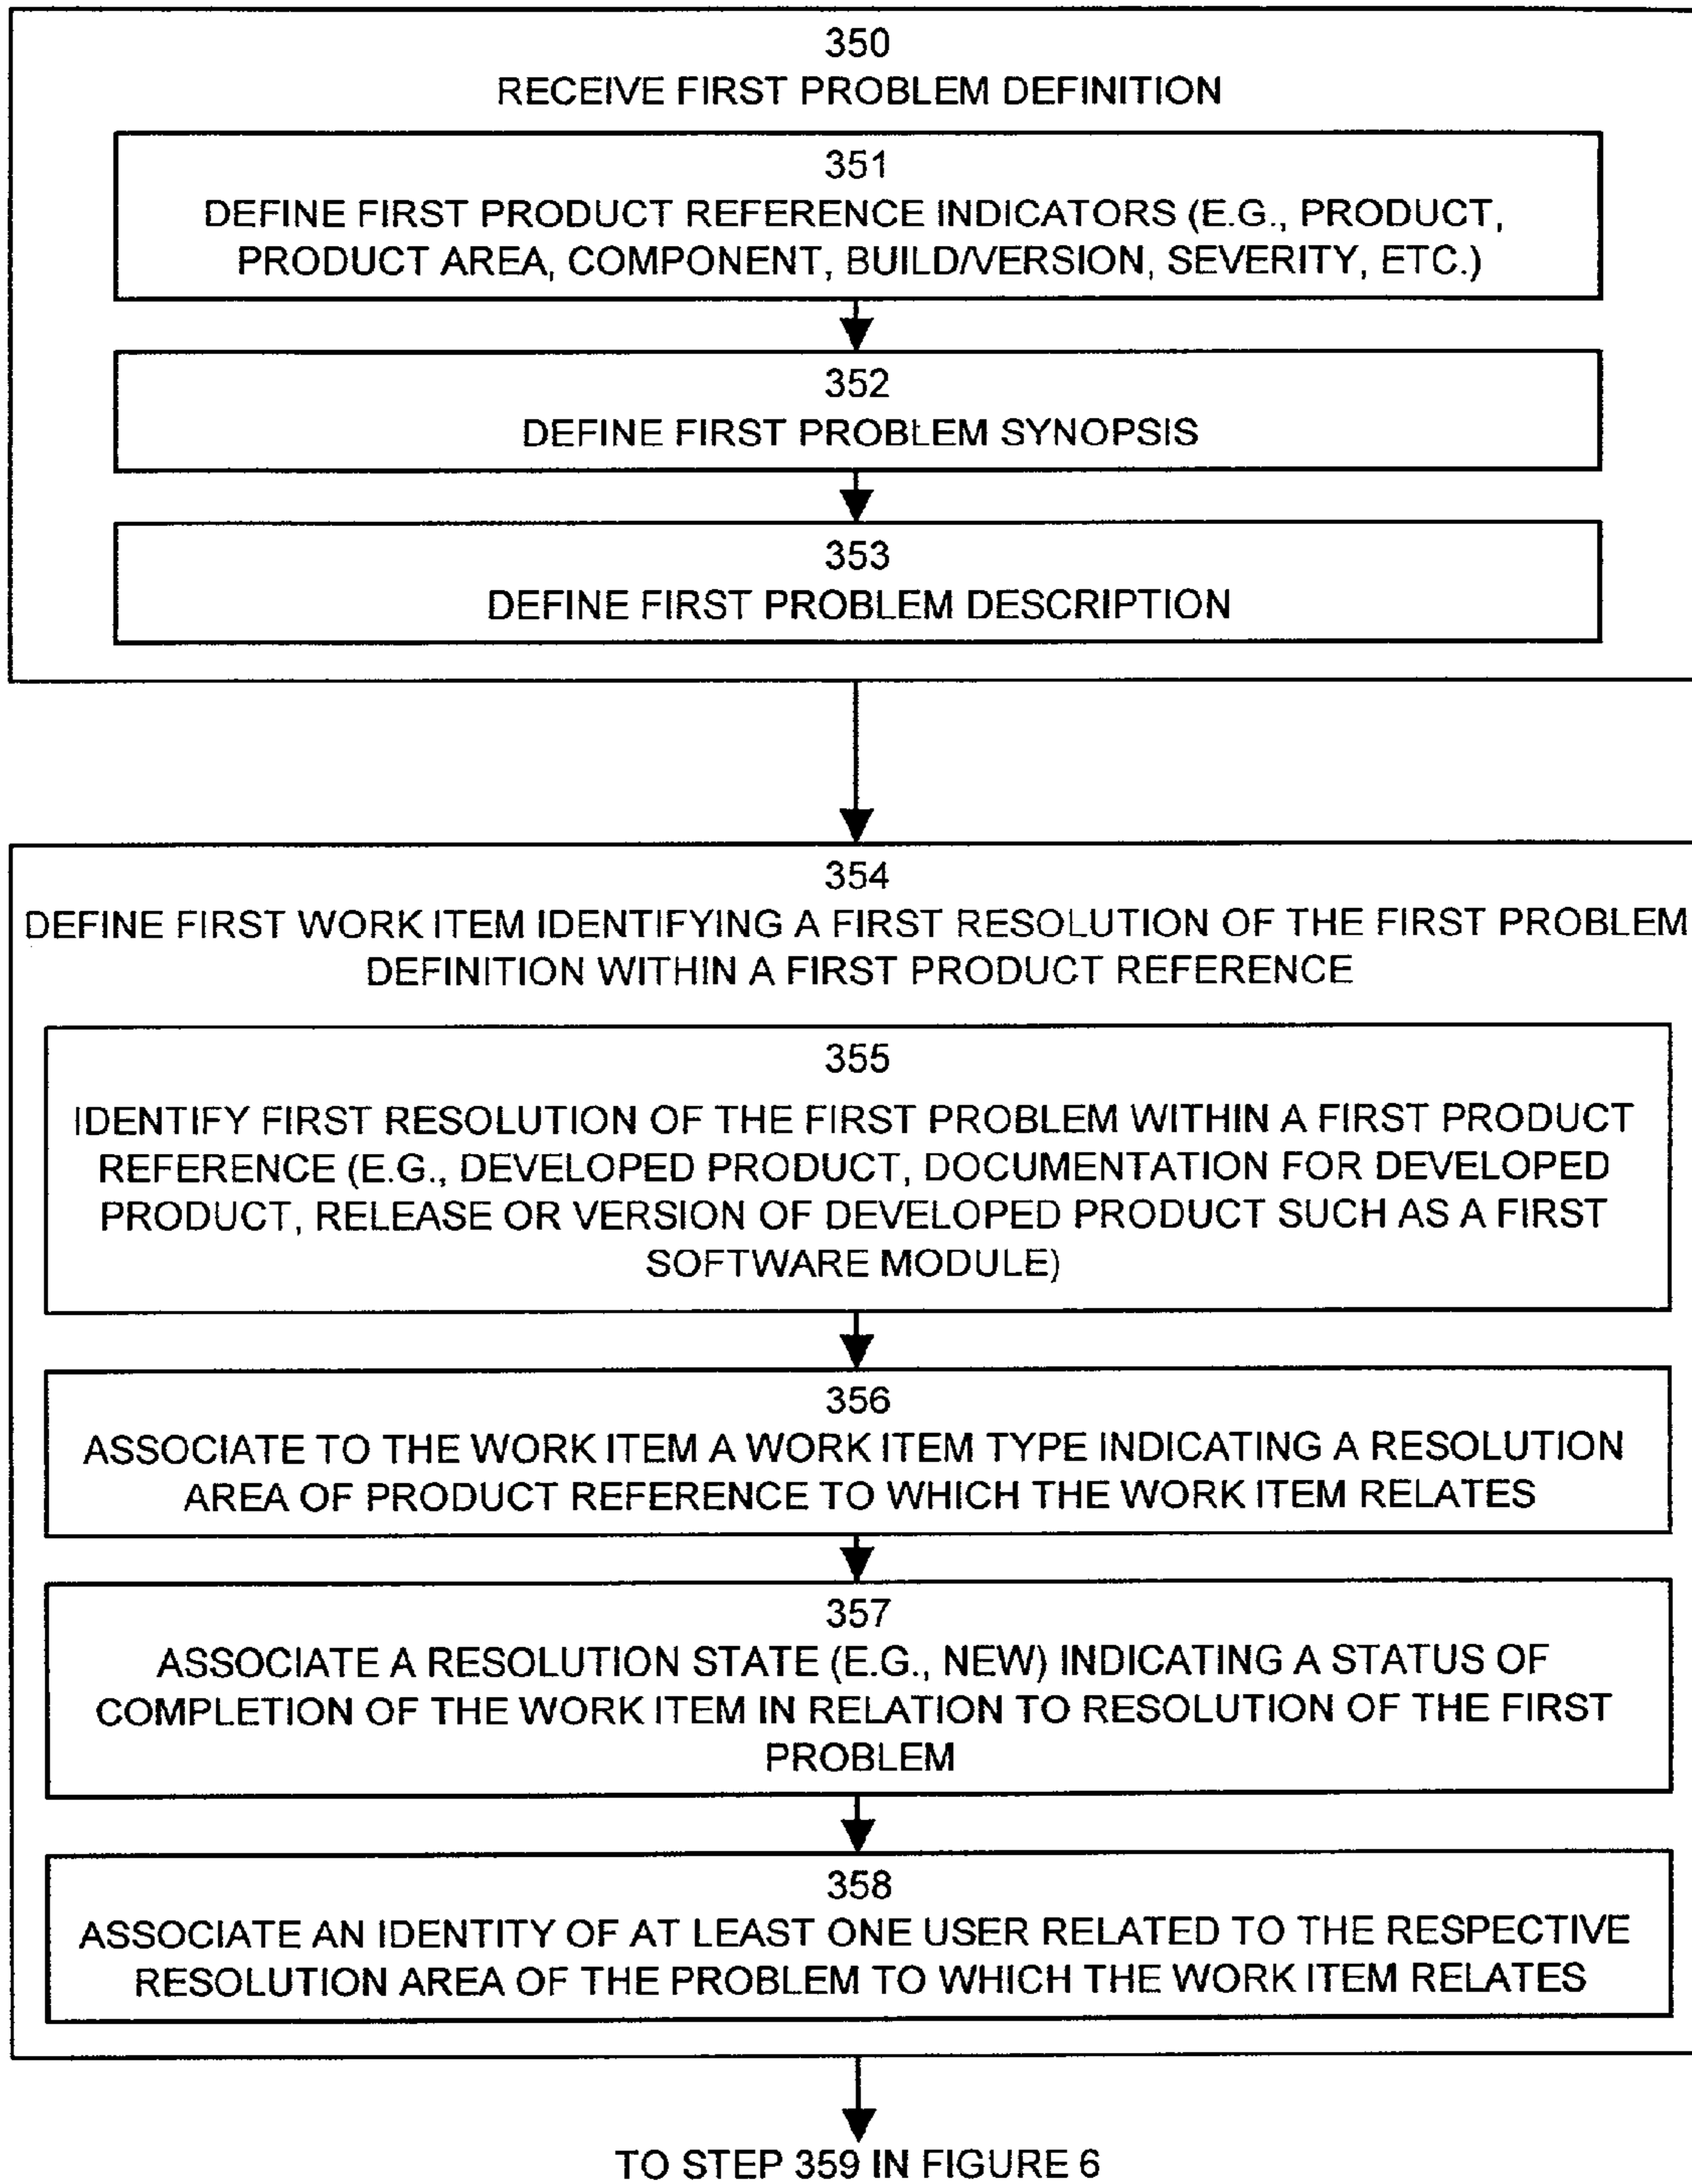 350
RECEIVE FIRST PROBLEM DEFINITION
351
DEFINE FIRST PRODUCT REFERENCE INDICATORS (E.G., PRODUCT,
PRODUCT AREA, COMPONENT, BUILD/VERSION, SEVERITY, ETC.)
352
DEFINE FIRST PROBLEM SYNOPSIS
353
DEFINE FIRST PROBLEM DESCRIPTION
354
DEFINE FIRST WORK ITEM IDENTIFYING A FIRST RESOLUTION OF THE FIRST PROBLEM
DEFINITION WITHIN A FIRST PRODUCT REFERENCE
355
IDENTIFY FIRST RESOLUTION OF THE FIRST PROBLEM WITHIN A FIRST PRODUCT
REFERENCE (E.G., DEVELOPED PRODUCT, DOCUMENTATION FOR DEVELOPED
PRODUCT, RELEASE OR VERSION OF DEVELOPED PRODUCT SUCH AS A FIRST
SOFTWARE MODULE)
356
ASSOCIATE TO THE WORK ITEM A WORK ITEM TYPE INDICATING A RESOLUTION
AREA OF PRODUCT REFERENCE TO WHICH THE WORK ITEM RELATES
357
ASSOCIATE A RESOLUTION STATE (E.G., NEW) INDICATING A STATUS OF
COMPLETION OF THE WORK ITEM IN RELATION TO RESOLUTION OF THE FIRST
PROBLEM
358
ASSOCIATE AN IDENTITY OF AT LEAST ONE USER RELATED TO THE RESPECTIVE
RESOLUTION AREA OF THE PROBLEM TO WHICH THE WORK ITEM RELATES
TO STEP 359 IN FIGURE 6